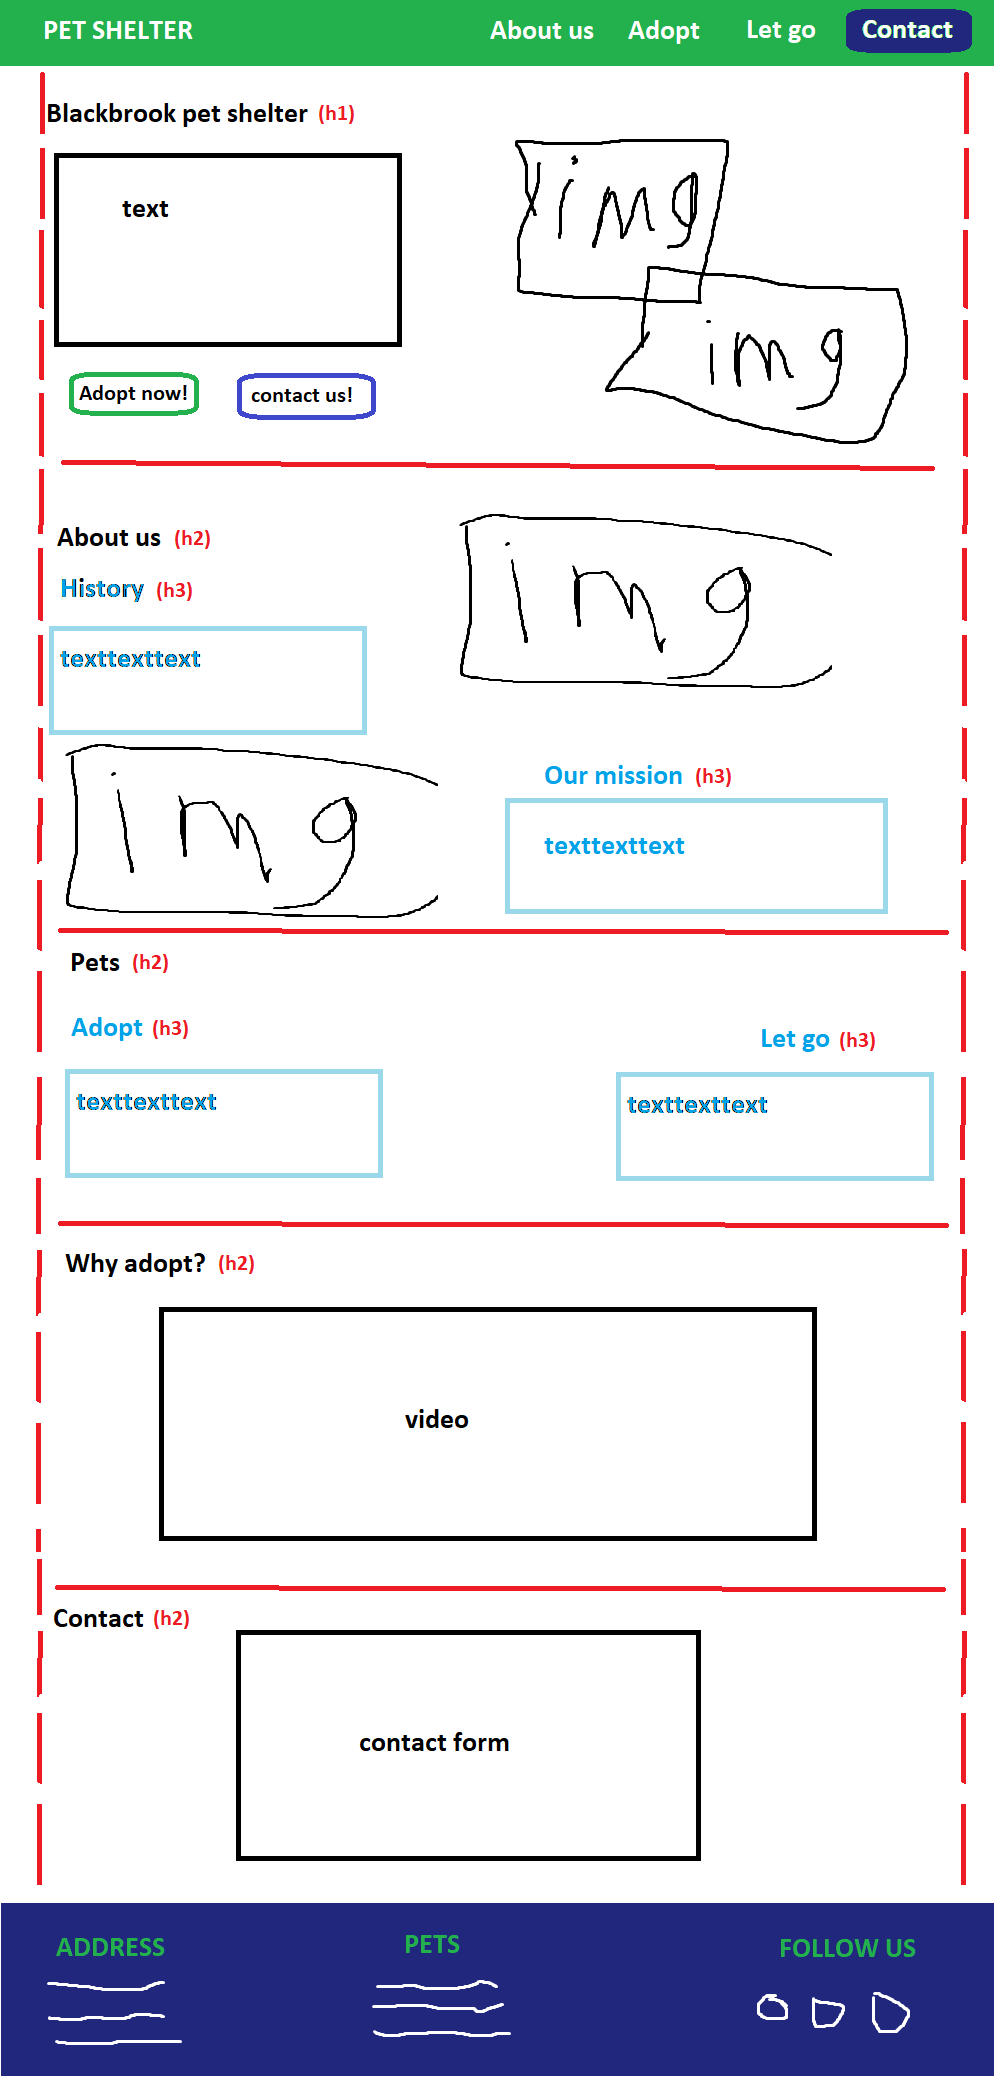 PET SHELTER About us Adopt Let go Contact
Blackbrook pet shelter (h1)
text
img
img
Adopt now! contact us!
About us (h2)
History (h3)
texttexttext
img
img
Our mission (h3)
texttexttext
Pets (h2)
Adopt (h3)
texttexttext
Let go (h3)
texttexttext
Why adopt? (h2)
video
Contact (h2)
contact form
ADDRESS
PETS
FOLLOW US